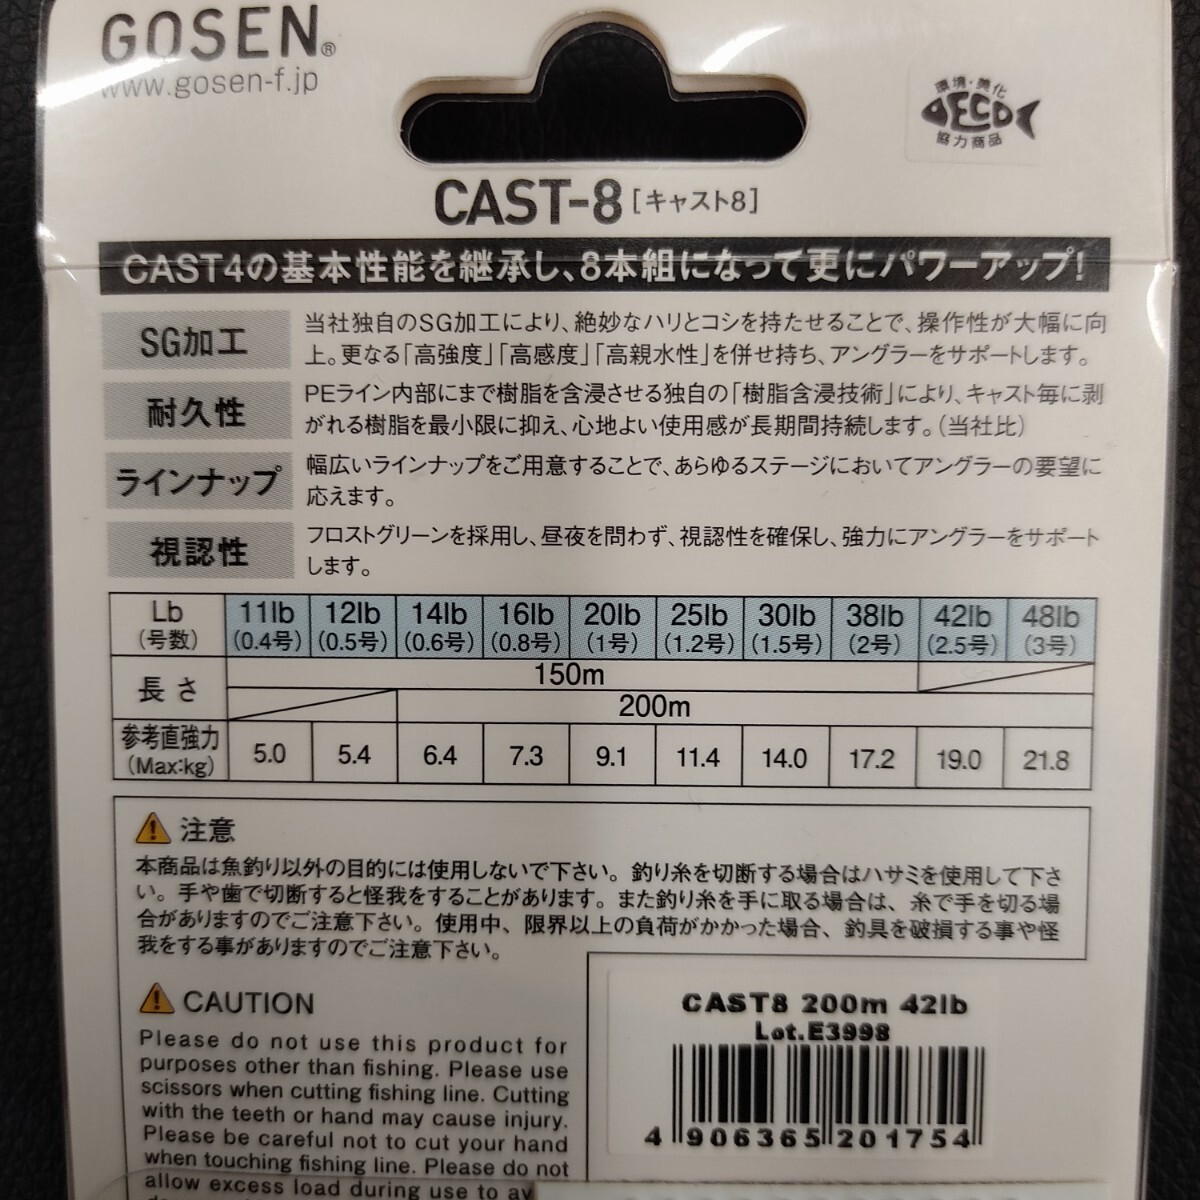 GOSEN®
www.gosen-f.jp
環境・美化
DECO
協力商品
CAST-8 [キャスト8]
CAST4の基本性能を継承し、8本組になって更にパワーアップ!
SG加工
当社独自のSG加工により、絶妙なハリとコシを持たせることで、操作性が大幅に向
上。更なる「高強度」「高感度」「高親水性」を併せ持ち、アングラーをサポートします。
耐久性
PEライン内部にまで樹脂を含浸させる独自の「樹脂含浸技術」により、キャスト毎に剥
がれる樹脂を最小限に抑え、心地よい使用感が長期間持続します。(当社比)
ラインナップ
幅広いラインナップをご用意することで、あらゆるステージにおいてアングラーの要望に
応えます。
視認性
フロストグリーンを採用し、昼夜を問わず、視認性を確保し、強力にアングラーをサポート
します。
Lb 11lb 12lb 14lb 16lb 20lb 25lb 30lb 38lb 42lb 48lb
(号数) (0.4号) (0.5号) (0.6号) (0.8号) (1号) (1.2号) (1.5号) (2号) (2.5号) (3号)
長さ 150m
200m
参考直強力
(Max:kg) 5.0 5.4 6.4 7.3 9.1 11.4 14.0 17.2 19.0 21.8
注意
本商品は魚釣り以外の目的には使用しないで下さい。釣り糸を切断する場合はハサミを使用して下さ
い。手や歯で切断すると怪我をすることがあります。また釣り糸を手に取る場合は、糸で手を切る場
合がありますのでご注意下さい。使用中、限界以上の負荷がかかった場合、釣具を破損する事や怪
我をする事がありますのでご注意下さい。
CAUTION
Please do not use this product for
purposes other than fishing. Please use
scissors when cutting fishing line. Cutting
with the teeth or hand may cause injury.
Please be careful not to cut your hand
when touching fishing line. Please do not
allow excess load during use to av
CAST8 200m 42lb
Lot.E3998
4 906365 201754